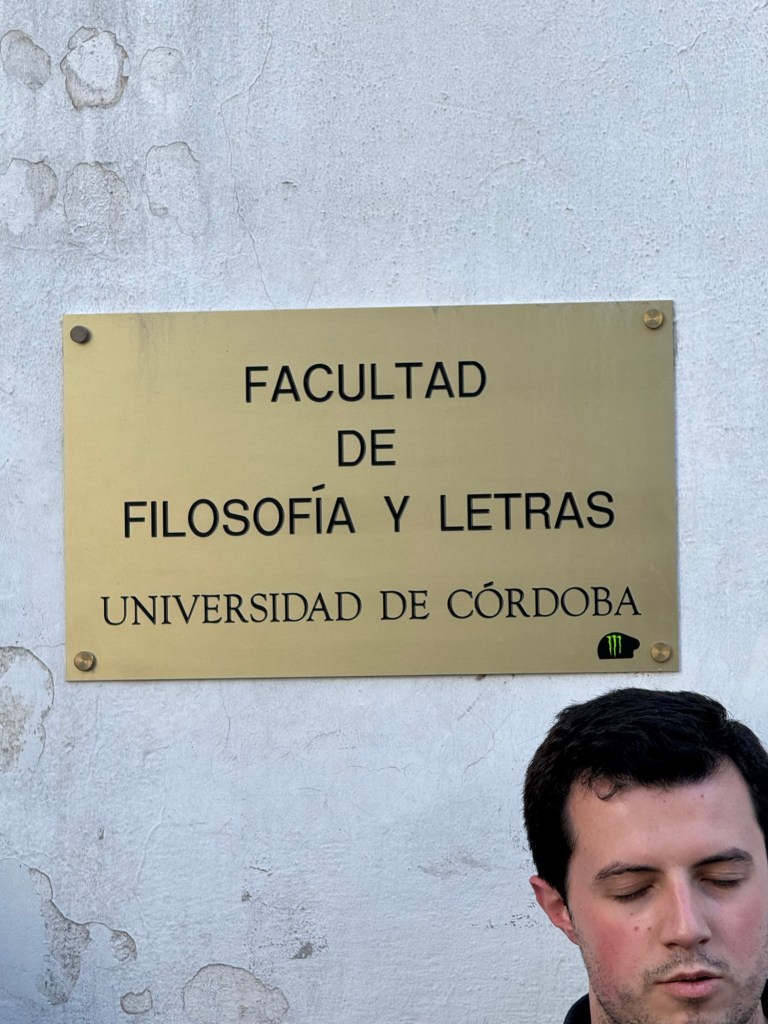 FACULTAD
DE
FILOSOFÍA Y LETRAS
UNIVERSIDAD DE CÓRDOBA